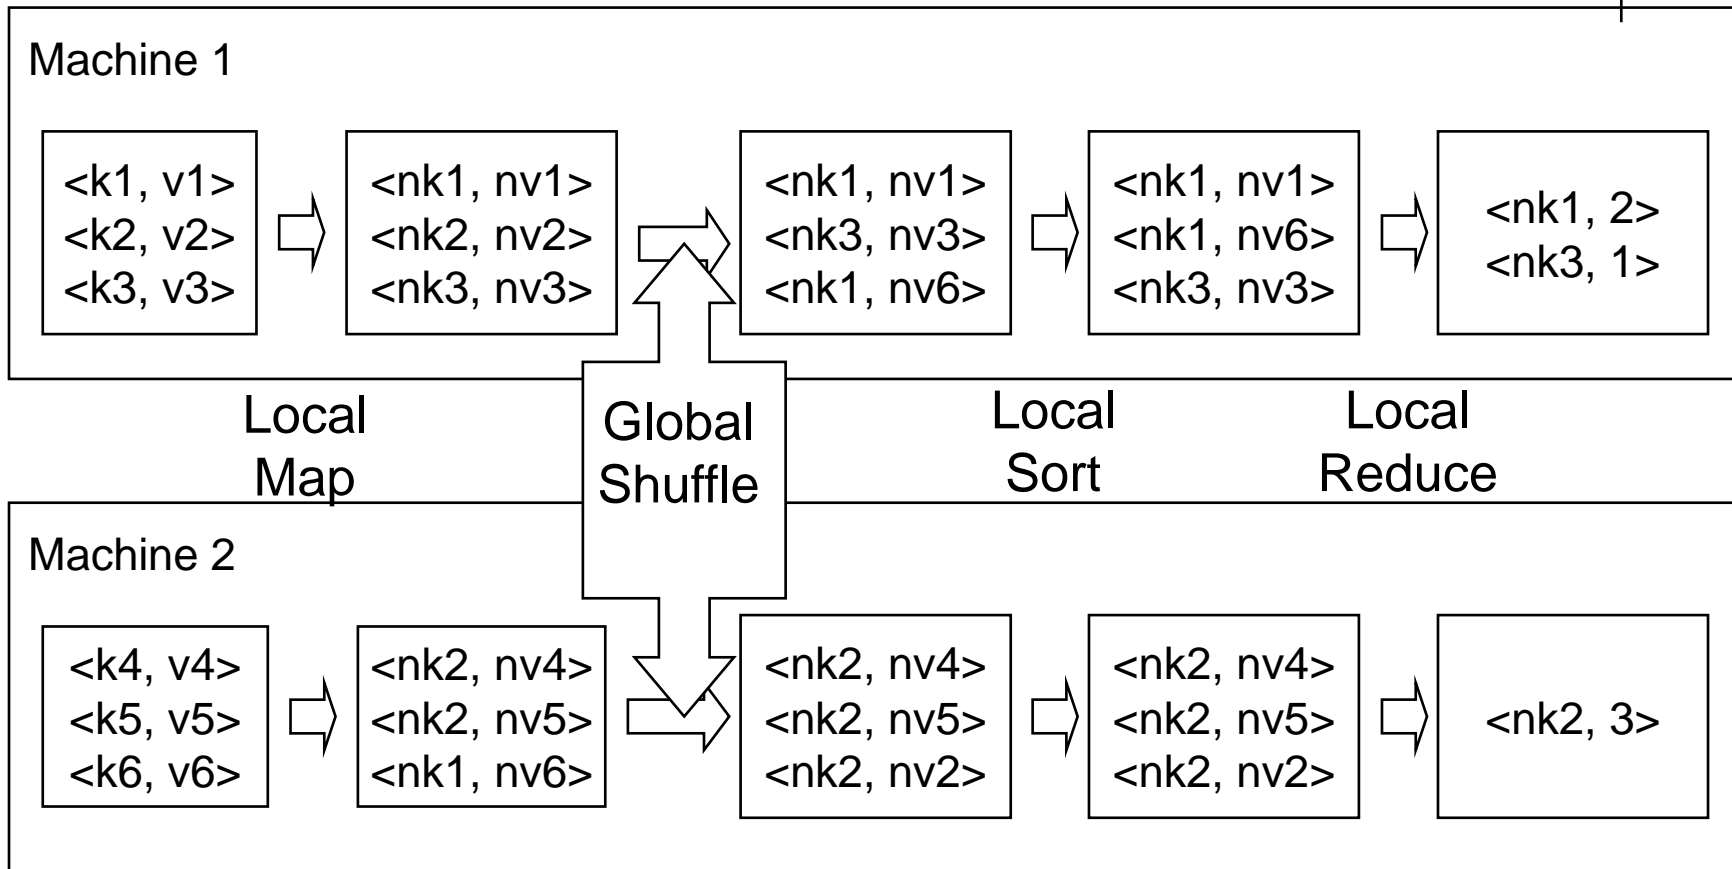 Machine 1
<k1, v1>
<k2, v2>
<k3, v3>
<nk1, nv1>
<nk2, nv2>
<nk3, nv3>
<nk1, nv1>
<nk3, nv3>
<nk1, nv6>
<nk1, nv1>
<nk1, nv6>
<nk3, nv3>
<nk1, 2>
<nk3, 1>
Local
Map
Global
Shuffle
Local
Sort
Local
Reduce
Machine 2
<k4, v4>
<k5, v5>
<k6, v6>
<nk2, nv4>
<nk2, nv5>
<nk1, nv6>
<nk2, nv4>
<nk2, nv5>
<nk2, nv2>
<nk2, nv4>
<nk2, nv5>
<nk2, nv2>
<nk2, 3>